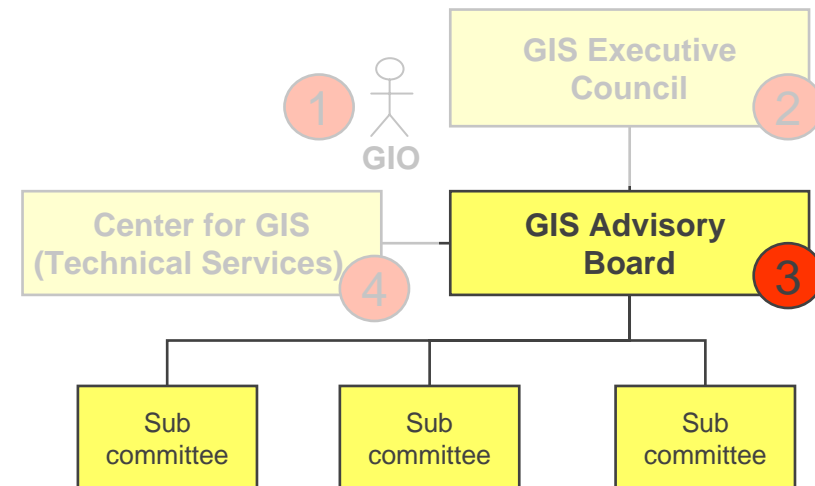 GIS Executive
Council
2
1
GIO
Center for GIS
(Technical Services)
4
GIS Advisory
Board
3
Sub
committee
Sub
committee
Sub
committee